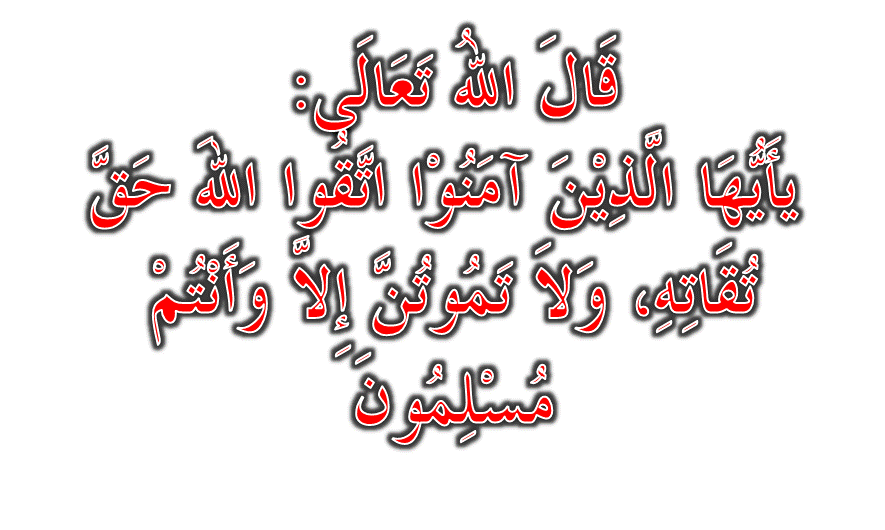 قَالَ اللهُ تَعَالَي:
يَأَيُّهَا الَّذِيْنَ آمَنُوْا اتَّقُوا اللهَ حَقَّ
تُقَاتِهِ، وَلاَ تَمُوتُنَّ إِلاَّ وَأَنْتُمْ
مُسْلِمُونَ